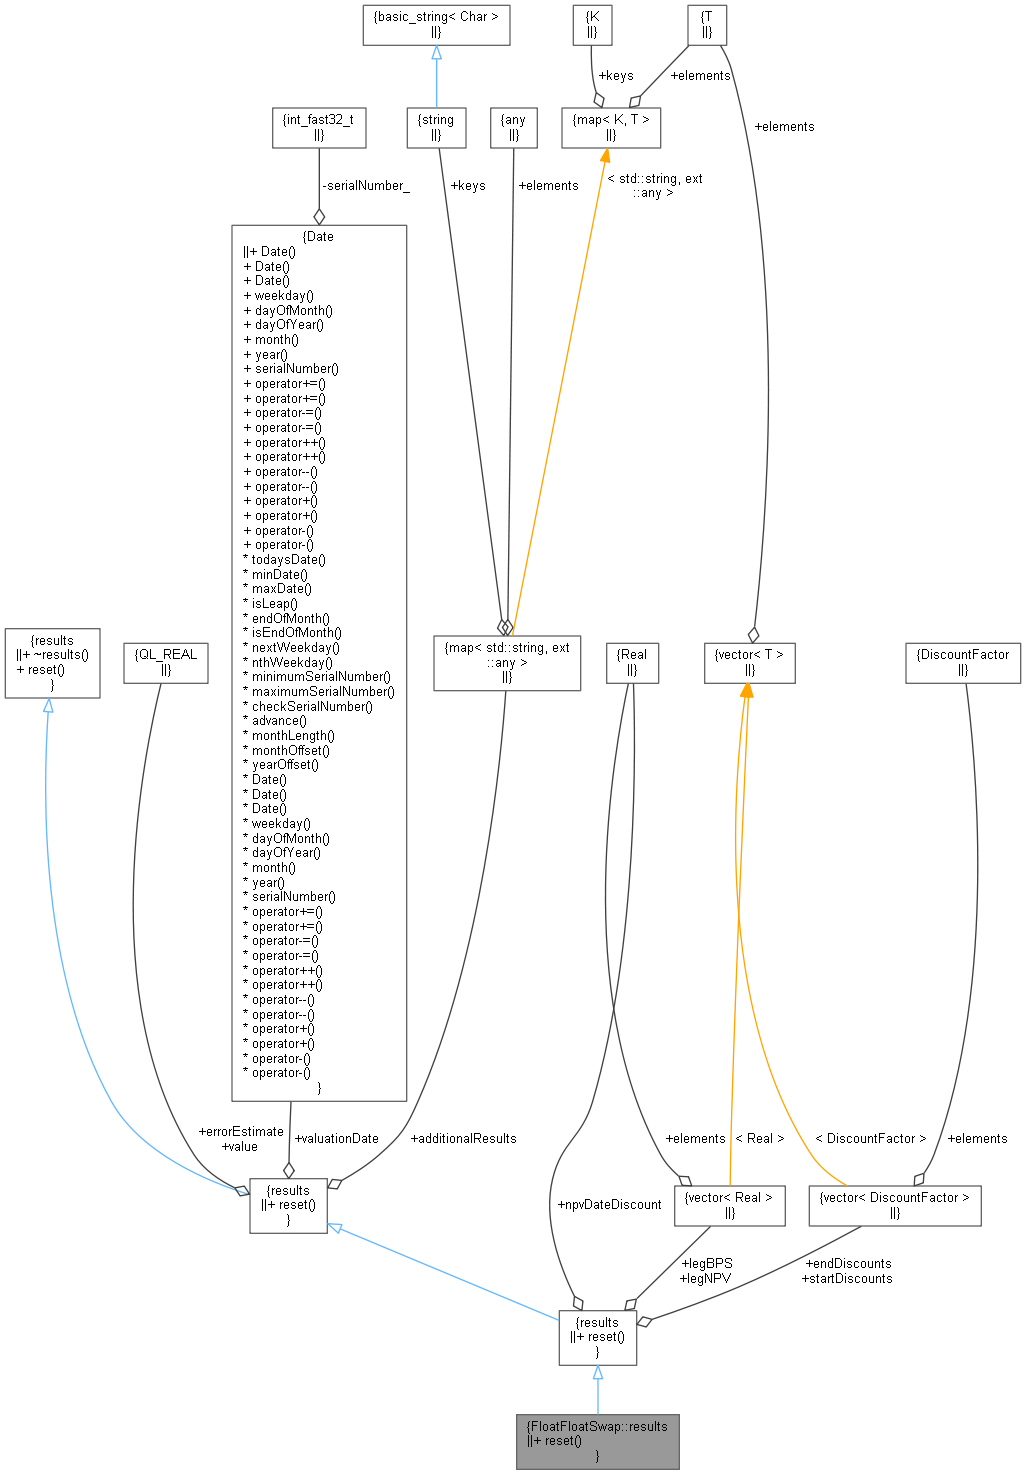 {basic_string< Char >
||}
{K
||}
{T
||}
+keys
+elements
{int_fast32_t
||}
{string
||}
{any
||}
{map< K, T >
||}
+elements
-serialNumber_
+keys
+elements
< std::string, ext
::any >
{Date
||+ Date()
+ Date()
+ Date()
+ weekday()
+ dayOfMonth()
+ dayOfYear()
+ month()
+ year()
+ serialNumber()
+ operator+=()
+ operator+=()
+ operator-=()
+ operator-=()
+ operator++()
+ operator++()
+ operator--()
+ operator--()
+ operator+()
+ operator+()
+ operator-()
+ operator-()
* todaysDate()
* minDate()
* maxDate()
* isLeap()
* endOfMonth()
* isEndOfMonth()
* nextWeekday()
* nthWeekday()
* minimumSerialNumber()
* maximumSerialNumber()
* checkSerialNumber()
* advance()
* monthLength()
* monthOffset()
* yearOffset()
* Date()
* Date()
* Date()
* weekday()
* dayOfMonth()
* dayOfYear()
* month()
* year()
* serialNumber()
* operator+=()
* operator+=()
* operator-=()
* operator-=()
* operator++()
* operator++()
* operator--()
* operator--()
* operator+()
* operator+()
* operator-()
* operator-()
}
{results
||+ ~results()
+ reset()
}
{QL_REAL
||}
{map< std::string, ext
::any >
||}
{Real
||}
{vector< T >
||}
{DiscountFactor
||}
+errorEstimate
+value
+valuationDate
+additionalResults
+elements
< Real >
< DiscountFactor >
+elements
{results
||+ reset()
}
+npvDateDiscount
{vector< Real >
||}
{vector< DiscountFactor >
||}
+legBPS
+legNPV
+endDiscounts
+startDiscounts
{results
||+ reset()
}
{FloatFloatSwap::results
||+ reset()
}